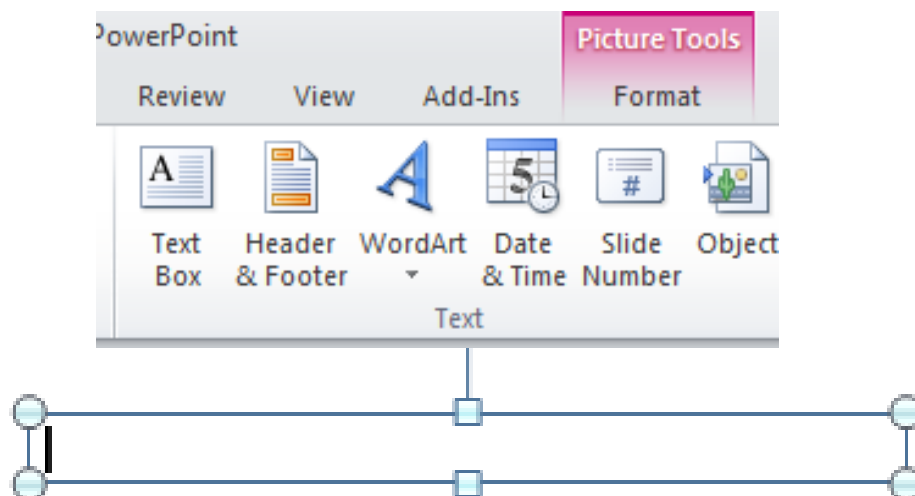 PowerPoint
Picture Tools
Review View Add-Ins Format
A 5 #
Text Header WordArt Date Slide Object
Box & Footer & Time Number
Text